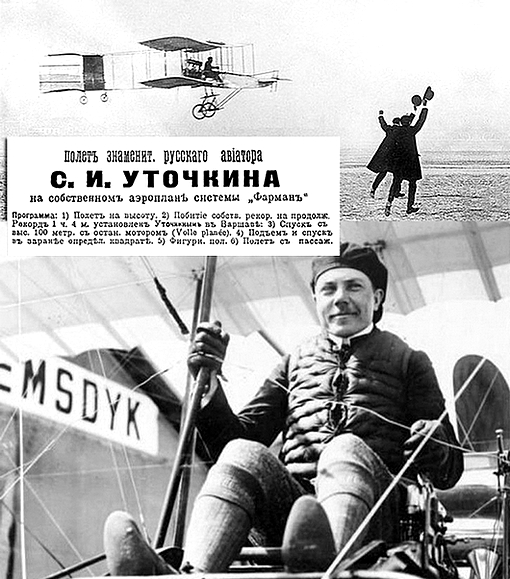 полетъ знаменит. русскаго авіатора
С. И. УТОЧКИНА
на собственномъ аэропланѣ системы „Фарманъ“
Программа: 1) Полетъ на высоту. 2) Побитіе собств. рекор. на продолж.
Рекордъ 1 ч. 4 м. установленъ Уточкинымъ въ Варшавѣ: 3) Спускъ съ
выс. 100 метр. съ остан. моторомъ (Volle planée). 4) Подъемъ и спускъ
въ заранѣе опредѣл. квадратѣ. 5) Фигурн. пол. 6) Полетъ съ пассаж.
EMSDYK